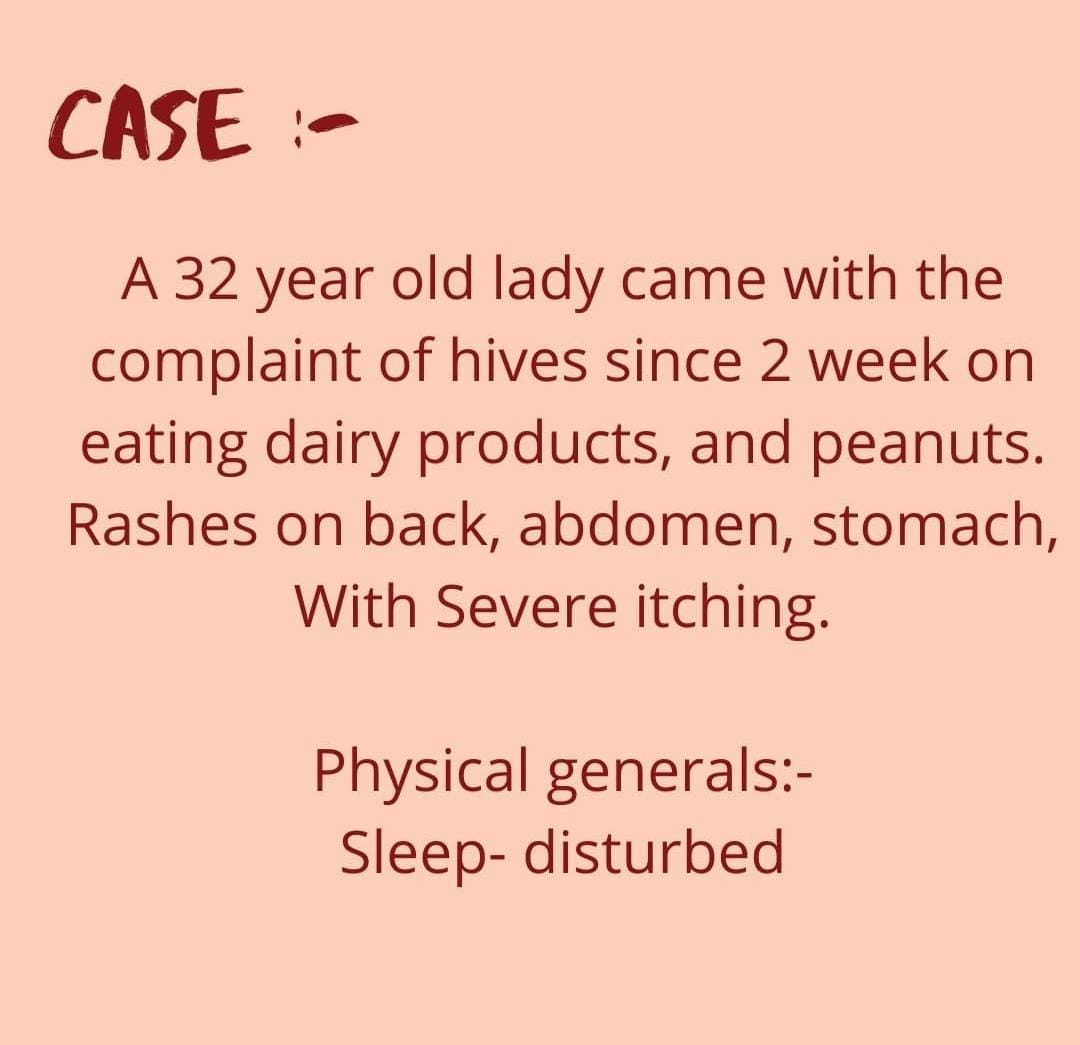 CASE :-
A 32 year old lady came with the
complaint of hives since 2 week on
eating dairy products, and peanuts.
Rashes on back, abdomen, stomach,
With Severe itching.
Physical generals:-
Sleep- disturbed